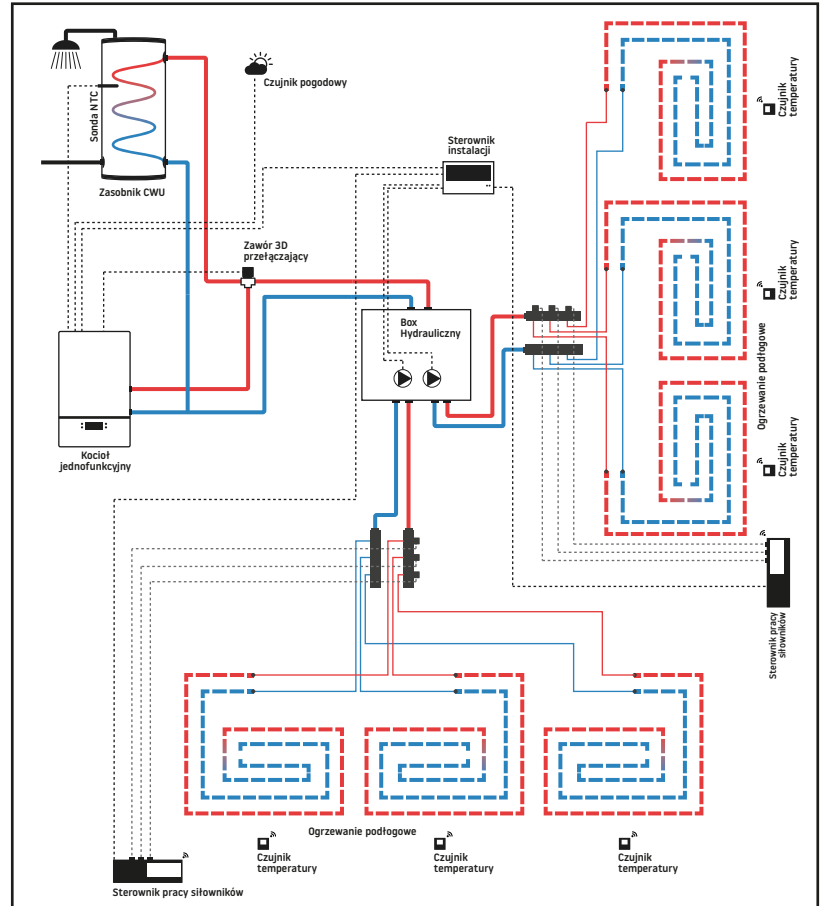 Sonda NTC
Zasobnik CWU
Czujnik pogodowy
Sterownik
instalacji
Zawór 3D
przełączający
Box
Hydrauliczny
Kocioł
jednofunkcyjny
Czujnik
temperatury
Czujnik
temperatury
Ogrzewanie podłogowe
Czujnik
temperatury
Sterownik pracy
siłowników
Ogrzewanie podłogowe
Czujnik
temperatury
Czujnik
temperatury
Czujnik
temperatury
Sterownik pracy siłowników